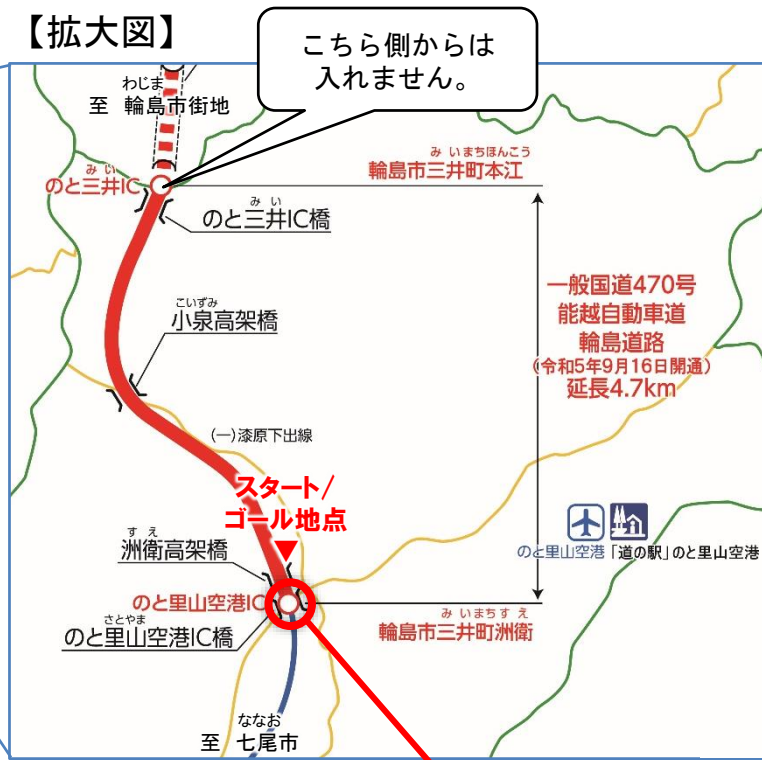 【拡大図】
こちら側からは
入れません。
わじま
至 輪島市街地
みい
のと三井IC
みい
のと三井IC橋
みいまちほんこう
輪島市三井町本江
こいずみ
小泉高架橋
一般国道470号
能越自動車道
輪島道路
(令和5年9月16日開通)
延長4.7km
(一)漆原下出線
スタート/
ゴール地点
すえ
洲衛高架橋
のと里山空港「道の駅」のと里山空港
のと里山空港IC
さとやま
のと里山空港IC橋
みいまちすえ
輪島市三井町洲衛
ななお
至 七尾市